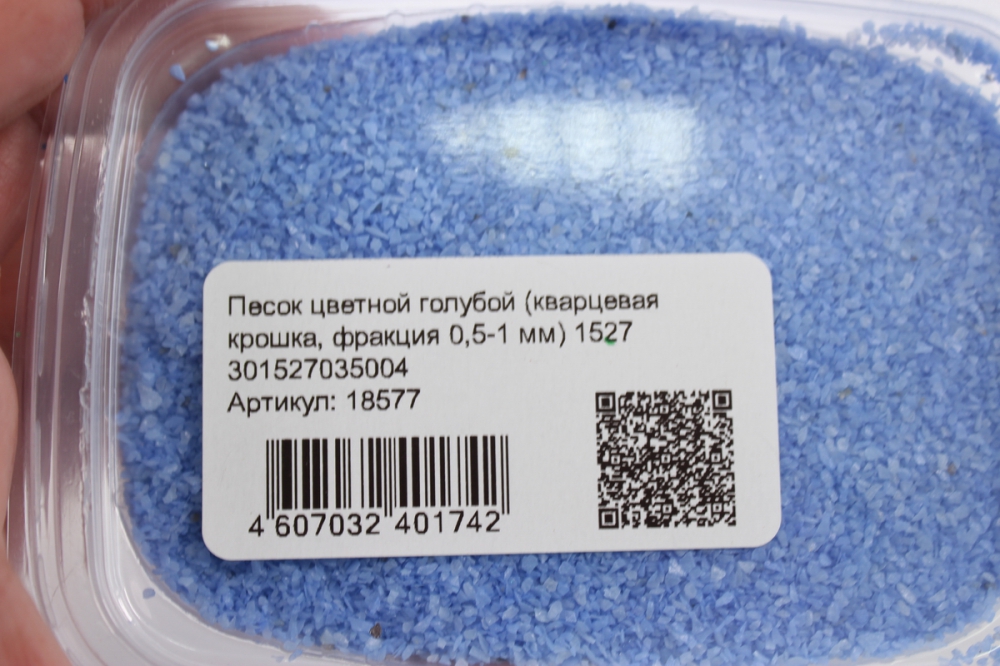 Песок цветной голубой (кварцевая
крошка, фракция 0,5-1 мм) 1527
301527035004
Артикул: 18577
4 607032 401742